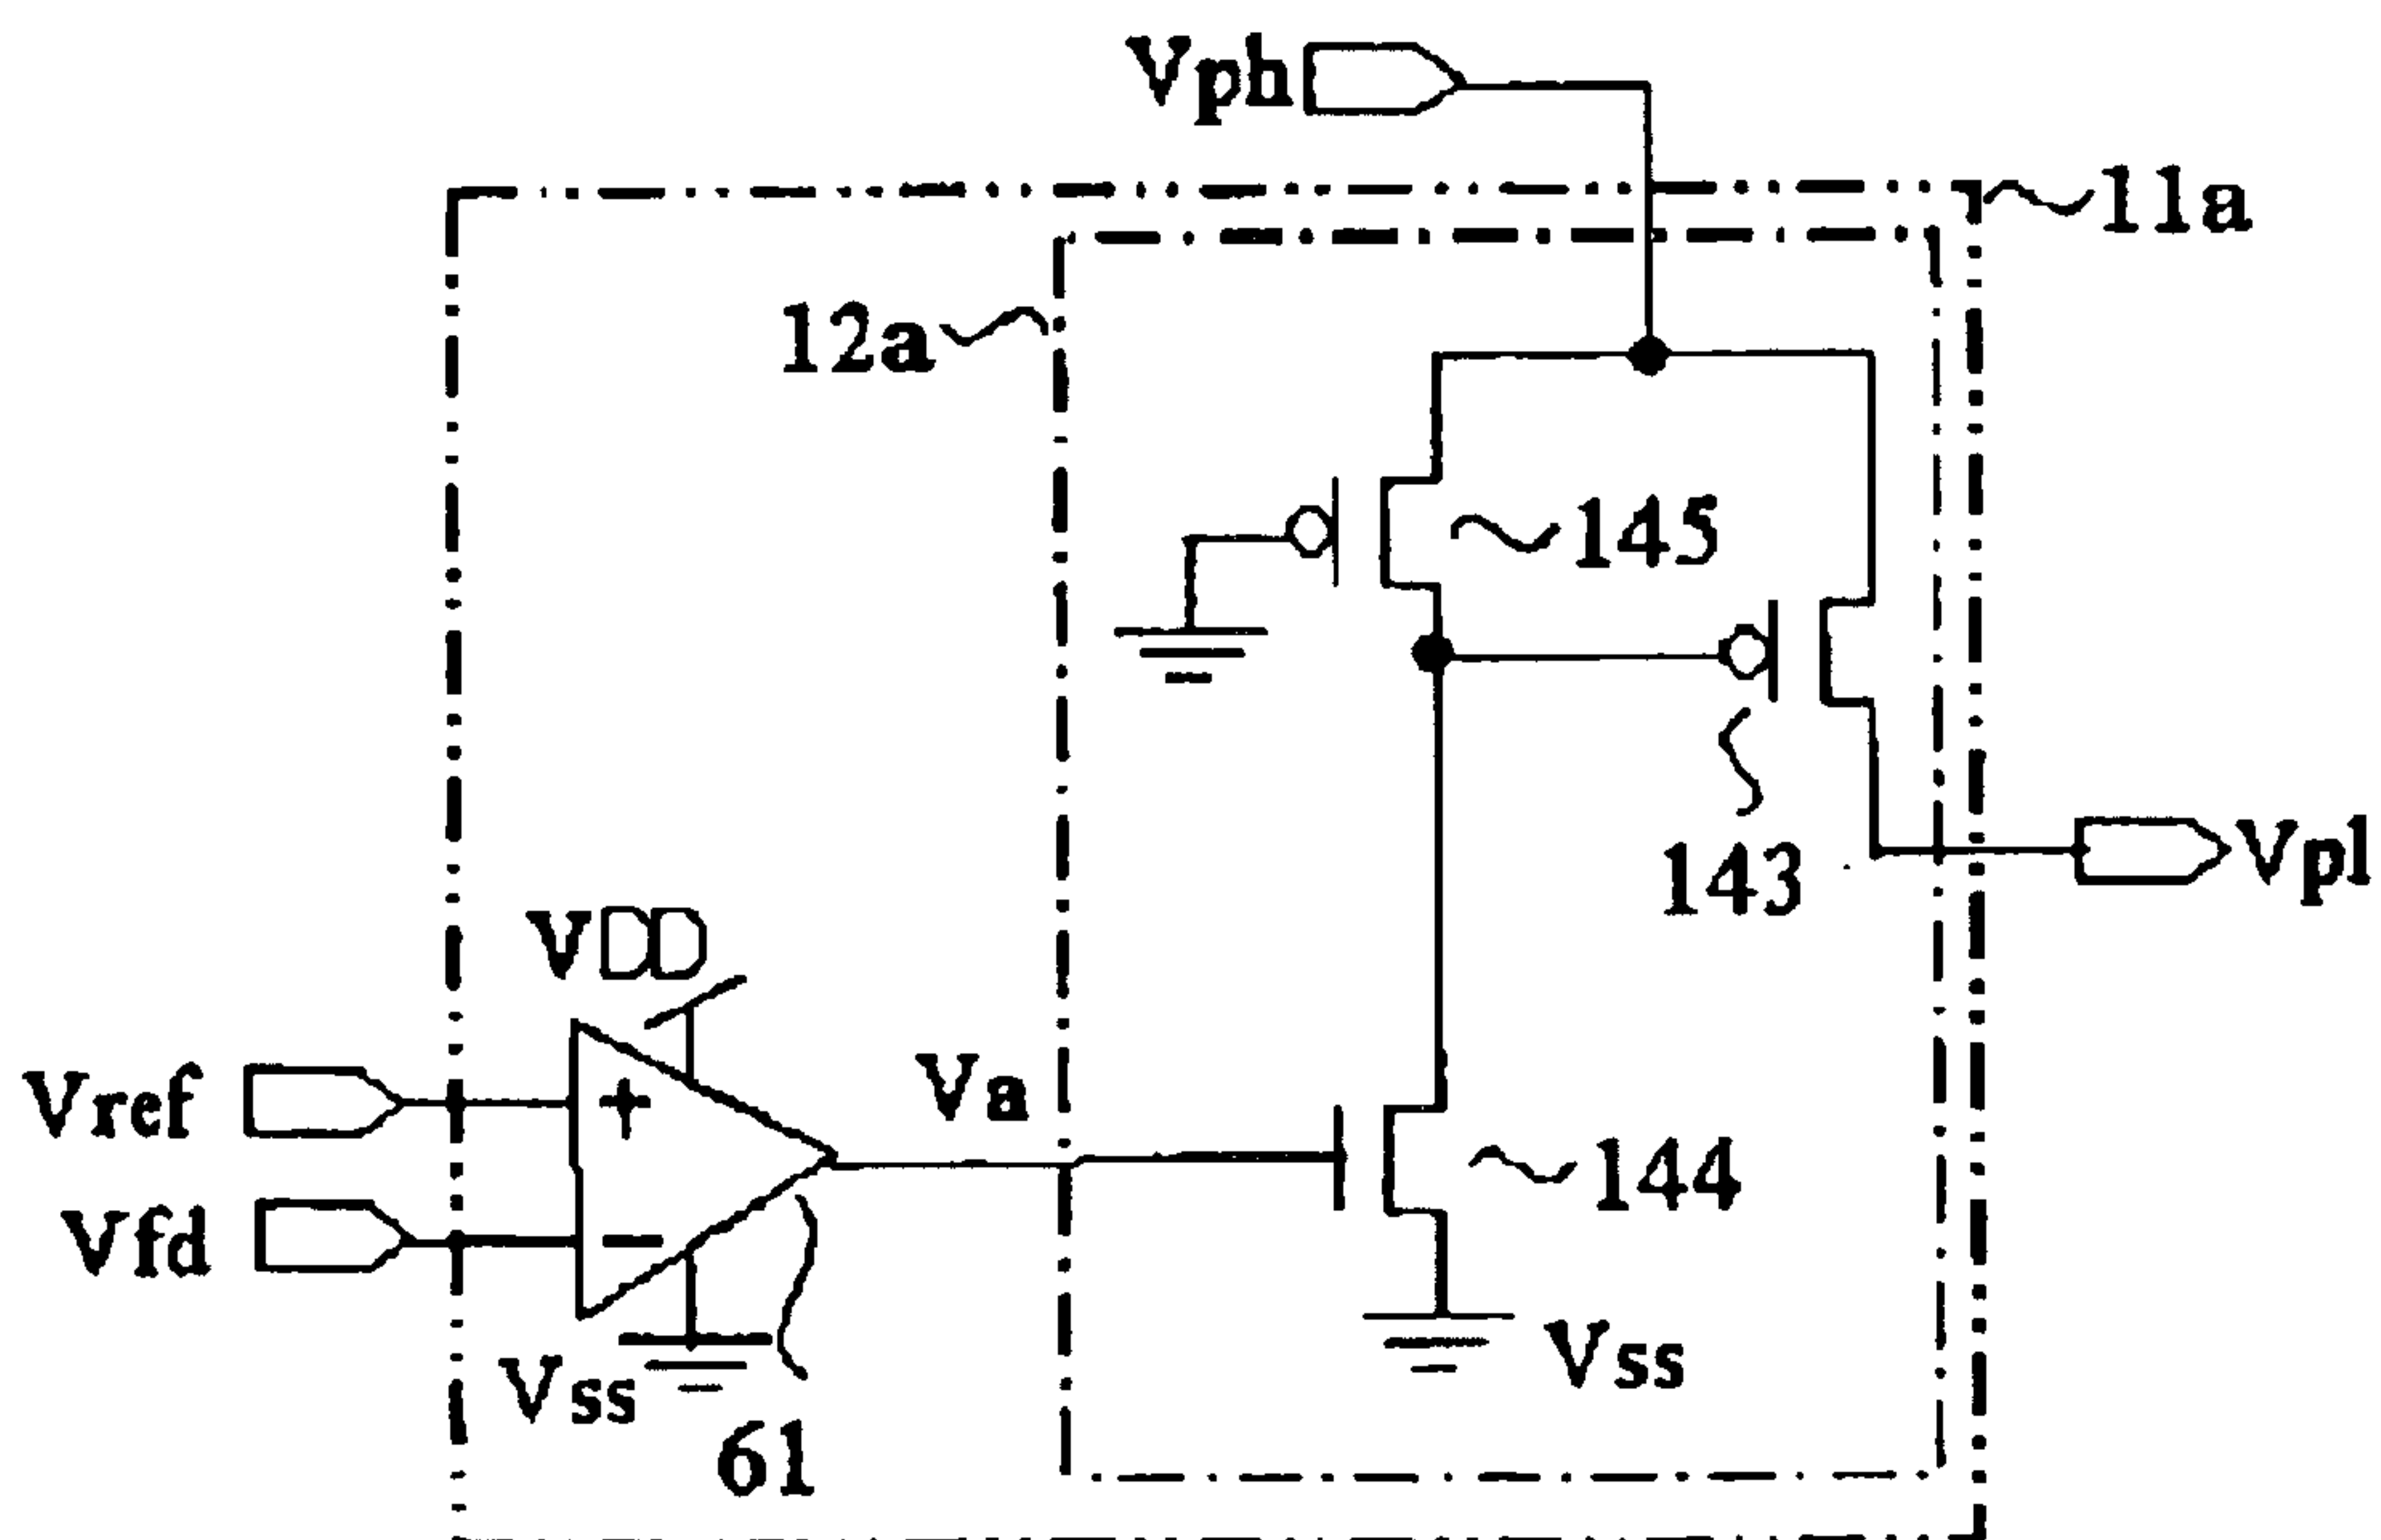 Vph
11a
12a
145
143
Vpl
VDD
Vref
+
Va
144
Vfd
−
Vss
Vss
61